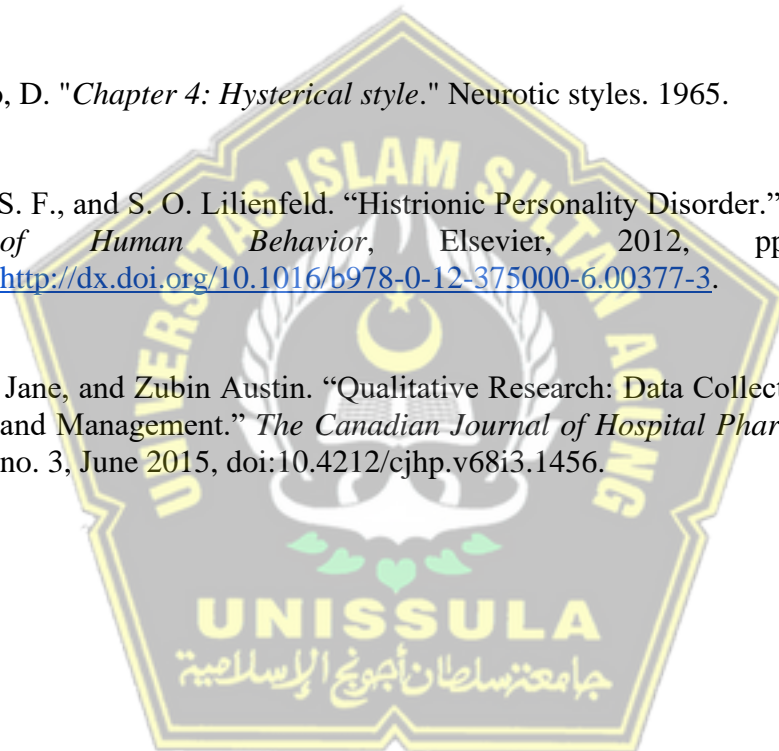 o, D. "Chapter 4: Hysterical style." Neurotic styles. 1965.
S. F., and S. O. Lilienfeld. “Histrionic Personality Disorder.”
of Human Behavior, Elsevier, 2012, pp
http://dx.doi.org/10.1016/b978-0-12-375000-6.00377-3.
Jane, and Zubin Austin. “Qualitative Research: Data Collect
and Management.” The Canadian Journal of Hospital Phar
no. 3, June 2015, doi:10.4212/cjhp.v68i3.1456.
UNIVERSITAS ISLAM SULTAN AGUNG
UNISSULA
جامعة سلطان أجونج الإسلامية